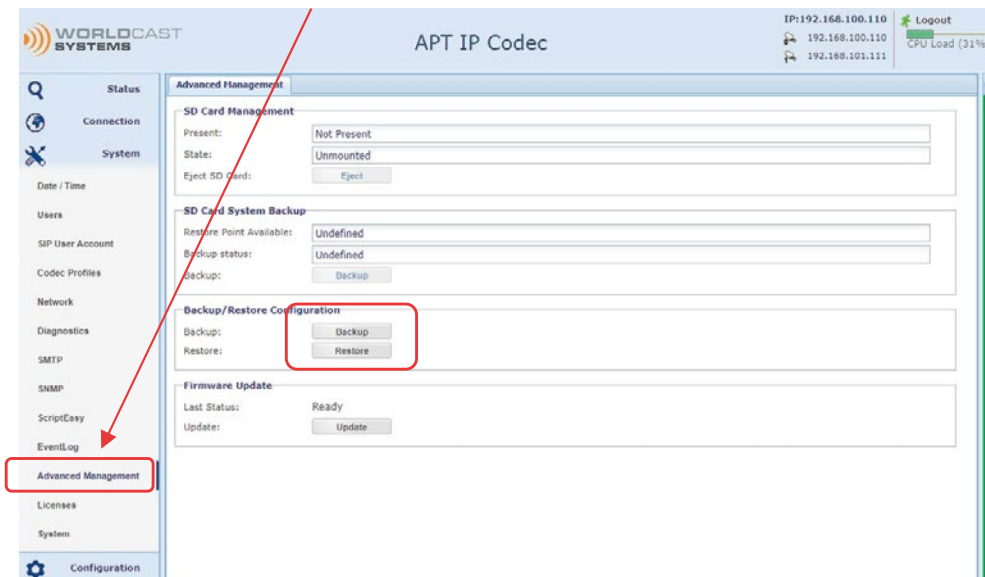 WORLDCAST
SYSTEMS
APT IP Codec
IP:192.168.100.110
192.168.100.110
192.168.101.111
Logout
CPU Load (31%
Status
Connection
System
Date / Time
Users
SIP User Account
Codec Profiles
Network
Diagnostics
SMTP
SNMP
ScriptEasy
EventLog
Advanced Management
Licenses
System
Configuration
Advanced Management
SD Card Management
Present: Not Present
State: Unmounted
Eject SD Card: Eject
SD Card System Backup
Restore Point Available: Undefined
Backup status: Undefined
Backup: Backup
Backup/Restore Configuration
Backup: Backup
Restore: Restore
Firmware Update
Last Status: Ready
Update: Update